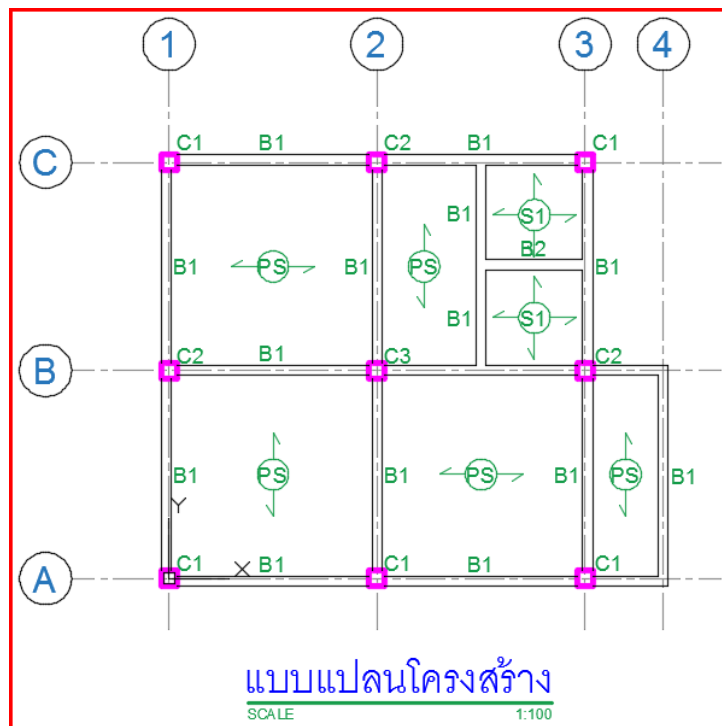 1 2 3 4
C1 B1 C2 B1 C1
C
S1
B1
B2
B1 PS B1 PS B1
B1 S1
C2 B1 C3 C2
B
B1 PS B1 PS B1 PS B1
Y
X
C1 B1 C1 B1 C1
A
แบบแปลนโครงสร้าง
SCALE 1:100